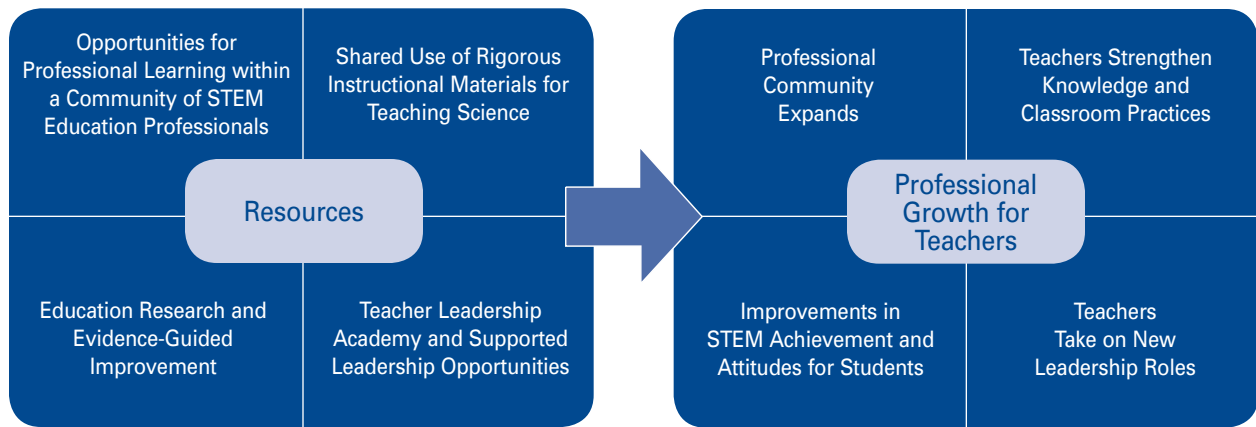 Opportunities for
Professional Learning within
a Community of STEM
Education Professionals
Shared Use of Rigorous
Instructional Materials for
Teaching Science
Resources
Education Research and
Evidence-Guided
Improvement
Teacher Leadership
Academy and Supported
Leadership Opportunities
Professional
Community
Expands
Teachers Strengthen
Knowledge and
Classroom Practices
Professional
Growth for
Teachers
Improvements in
STEM Achievement and
Attitudes for Students
Teachers
Take on New
Leadership Roles